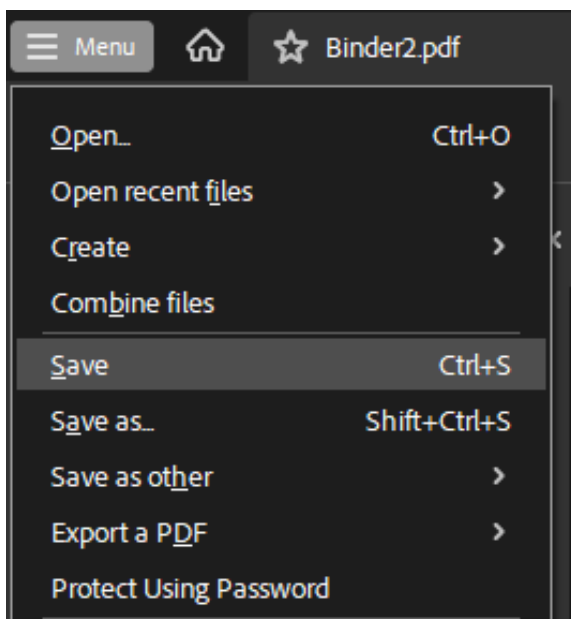 Menu Binder2.pdf
Open... Ctrl+O
Open recent files
Create
Combine files
Save Ctrl+S
Save as... Shift+Ctrl+S
Save as other
Export a PDF
Protect Using Password